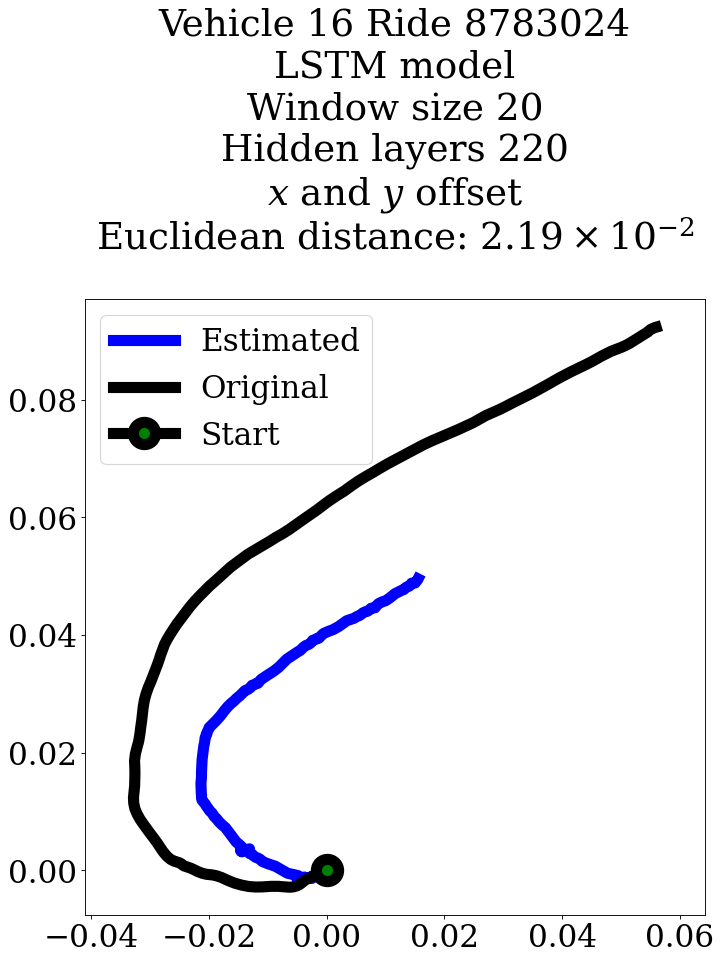 Vehicle 16 Ride 8783024
LSTM model
Window size 20
Hidden layers 220
x and y offset
Euclidean distance: 2.19 × 10⁻²
Estimated
Original
Start
0.08
0.06
0.04
0.02
0.00
−0.04 −0.02 0.00 0.02 0.04 0.06